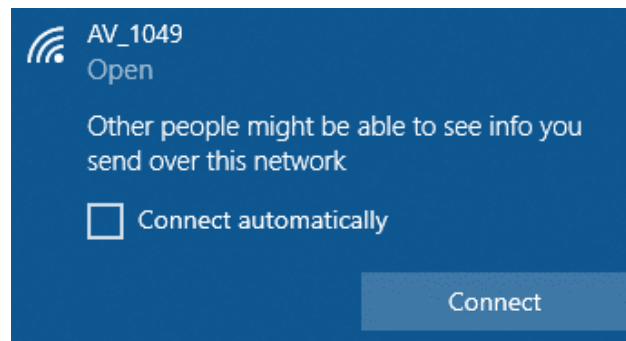 AV_1049
Open
Other people might be able to see info you
send over this network
Connect automatically
Connect